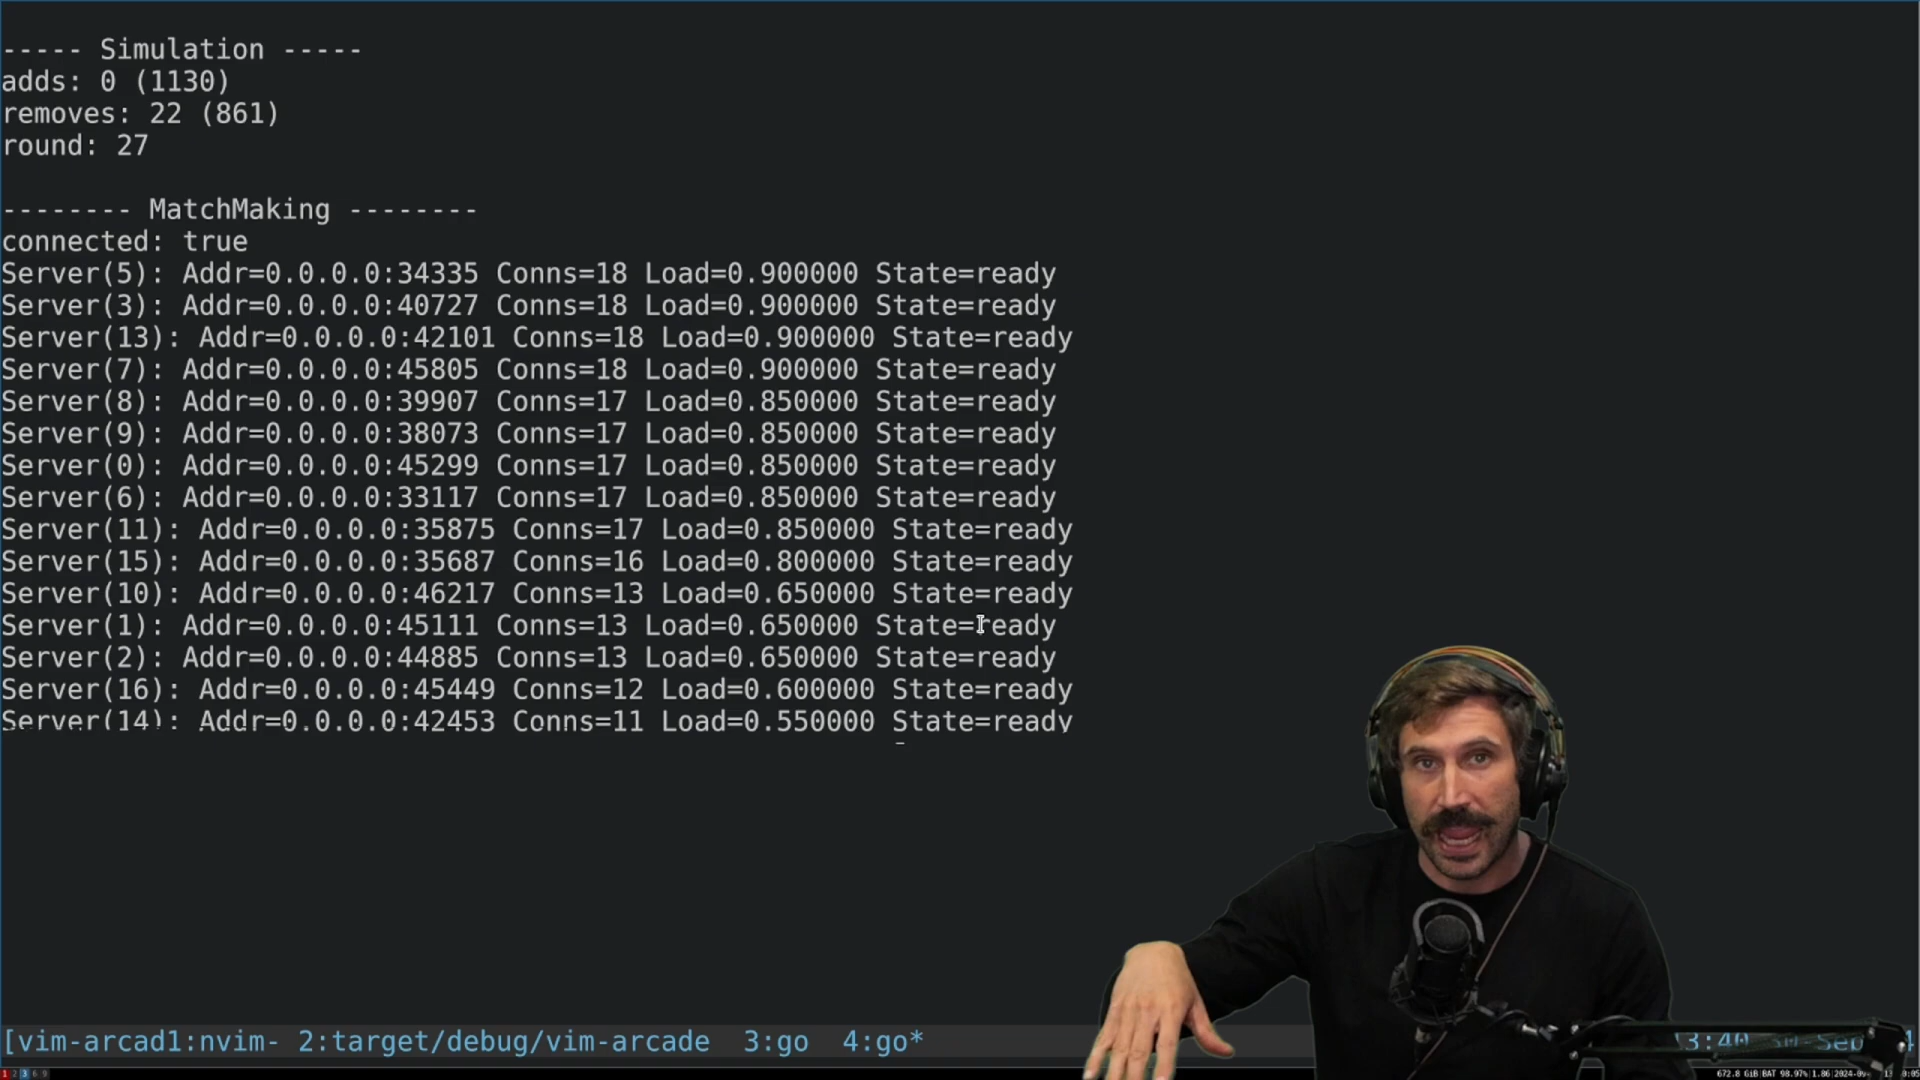 ----- Simulation -----
adds: 0 (1130)
removes: 22 (861)
round: 27
-------- MatchMaking --------
connected: true
Server(5): Addr=0.0.0.0:34335 Conns=18 Load=0.900000 State=ready
Server(3): Addr=0.0.0.0:40727 Conns=18 Load=0.900000 State=ready
Server(13): Addr=0.0.0.0:42101 Conns=18 Load=0.900000 State=ready
Server(7): Addr=0.0.0.0:45805 Conns=18 Load=0.900000 State=ready
Server(8): Addr=0.0.0.0:39907 Conns=17 Load=0.850000 State=ready
Server(9): Addr=0.0.0.0:38073 Conns=17 Load=0.850000 State=ready
Server(0): Addr=0.0.0.0:45299 Conns=17 Load=0.850000 State=ready
Server(6): Addr=0.0.0.0:33117 Conns=17 Load=0.850000 State=ready
Server(11): Addr=0.0.0.0:35875 Conns=17 Load=0.850000 State=ready
Server(15): Addr=0.0.0.0:35687 Conns=16 Load=0.800000 State=ready
Server(10): Addr=0.0.0.0:46217 Conns=13 Load=0.650000 State=ready
Server(1): Addr=0.0.0.0:45111 Conns=13 Load=0.650000 State=ready
Server(2): Addr=0.0.0.0:44885 Conns=13 Load=0.650000 State=ready
Server(16): Addr=0.0.0.0:45449 Conns=12 Load=0.600000 State=ready
Server(14): Addr=0.0.0.0:42453 Conns=11 Load=0.550000 State=ready
[vim-arcad1:nvim- 2:target/debug/vim-arcade 3:go 4:go*
672.8 GiB|BAT 98.97%|1.86|